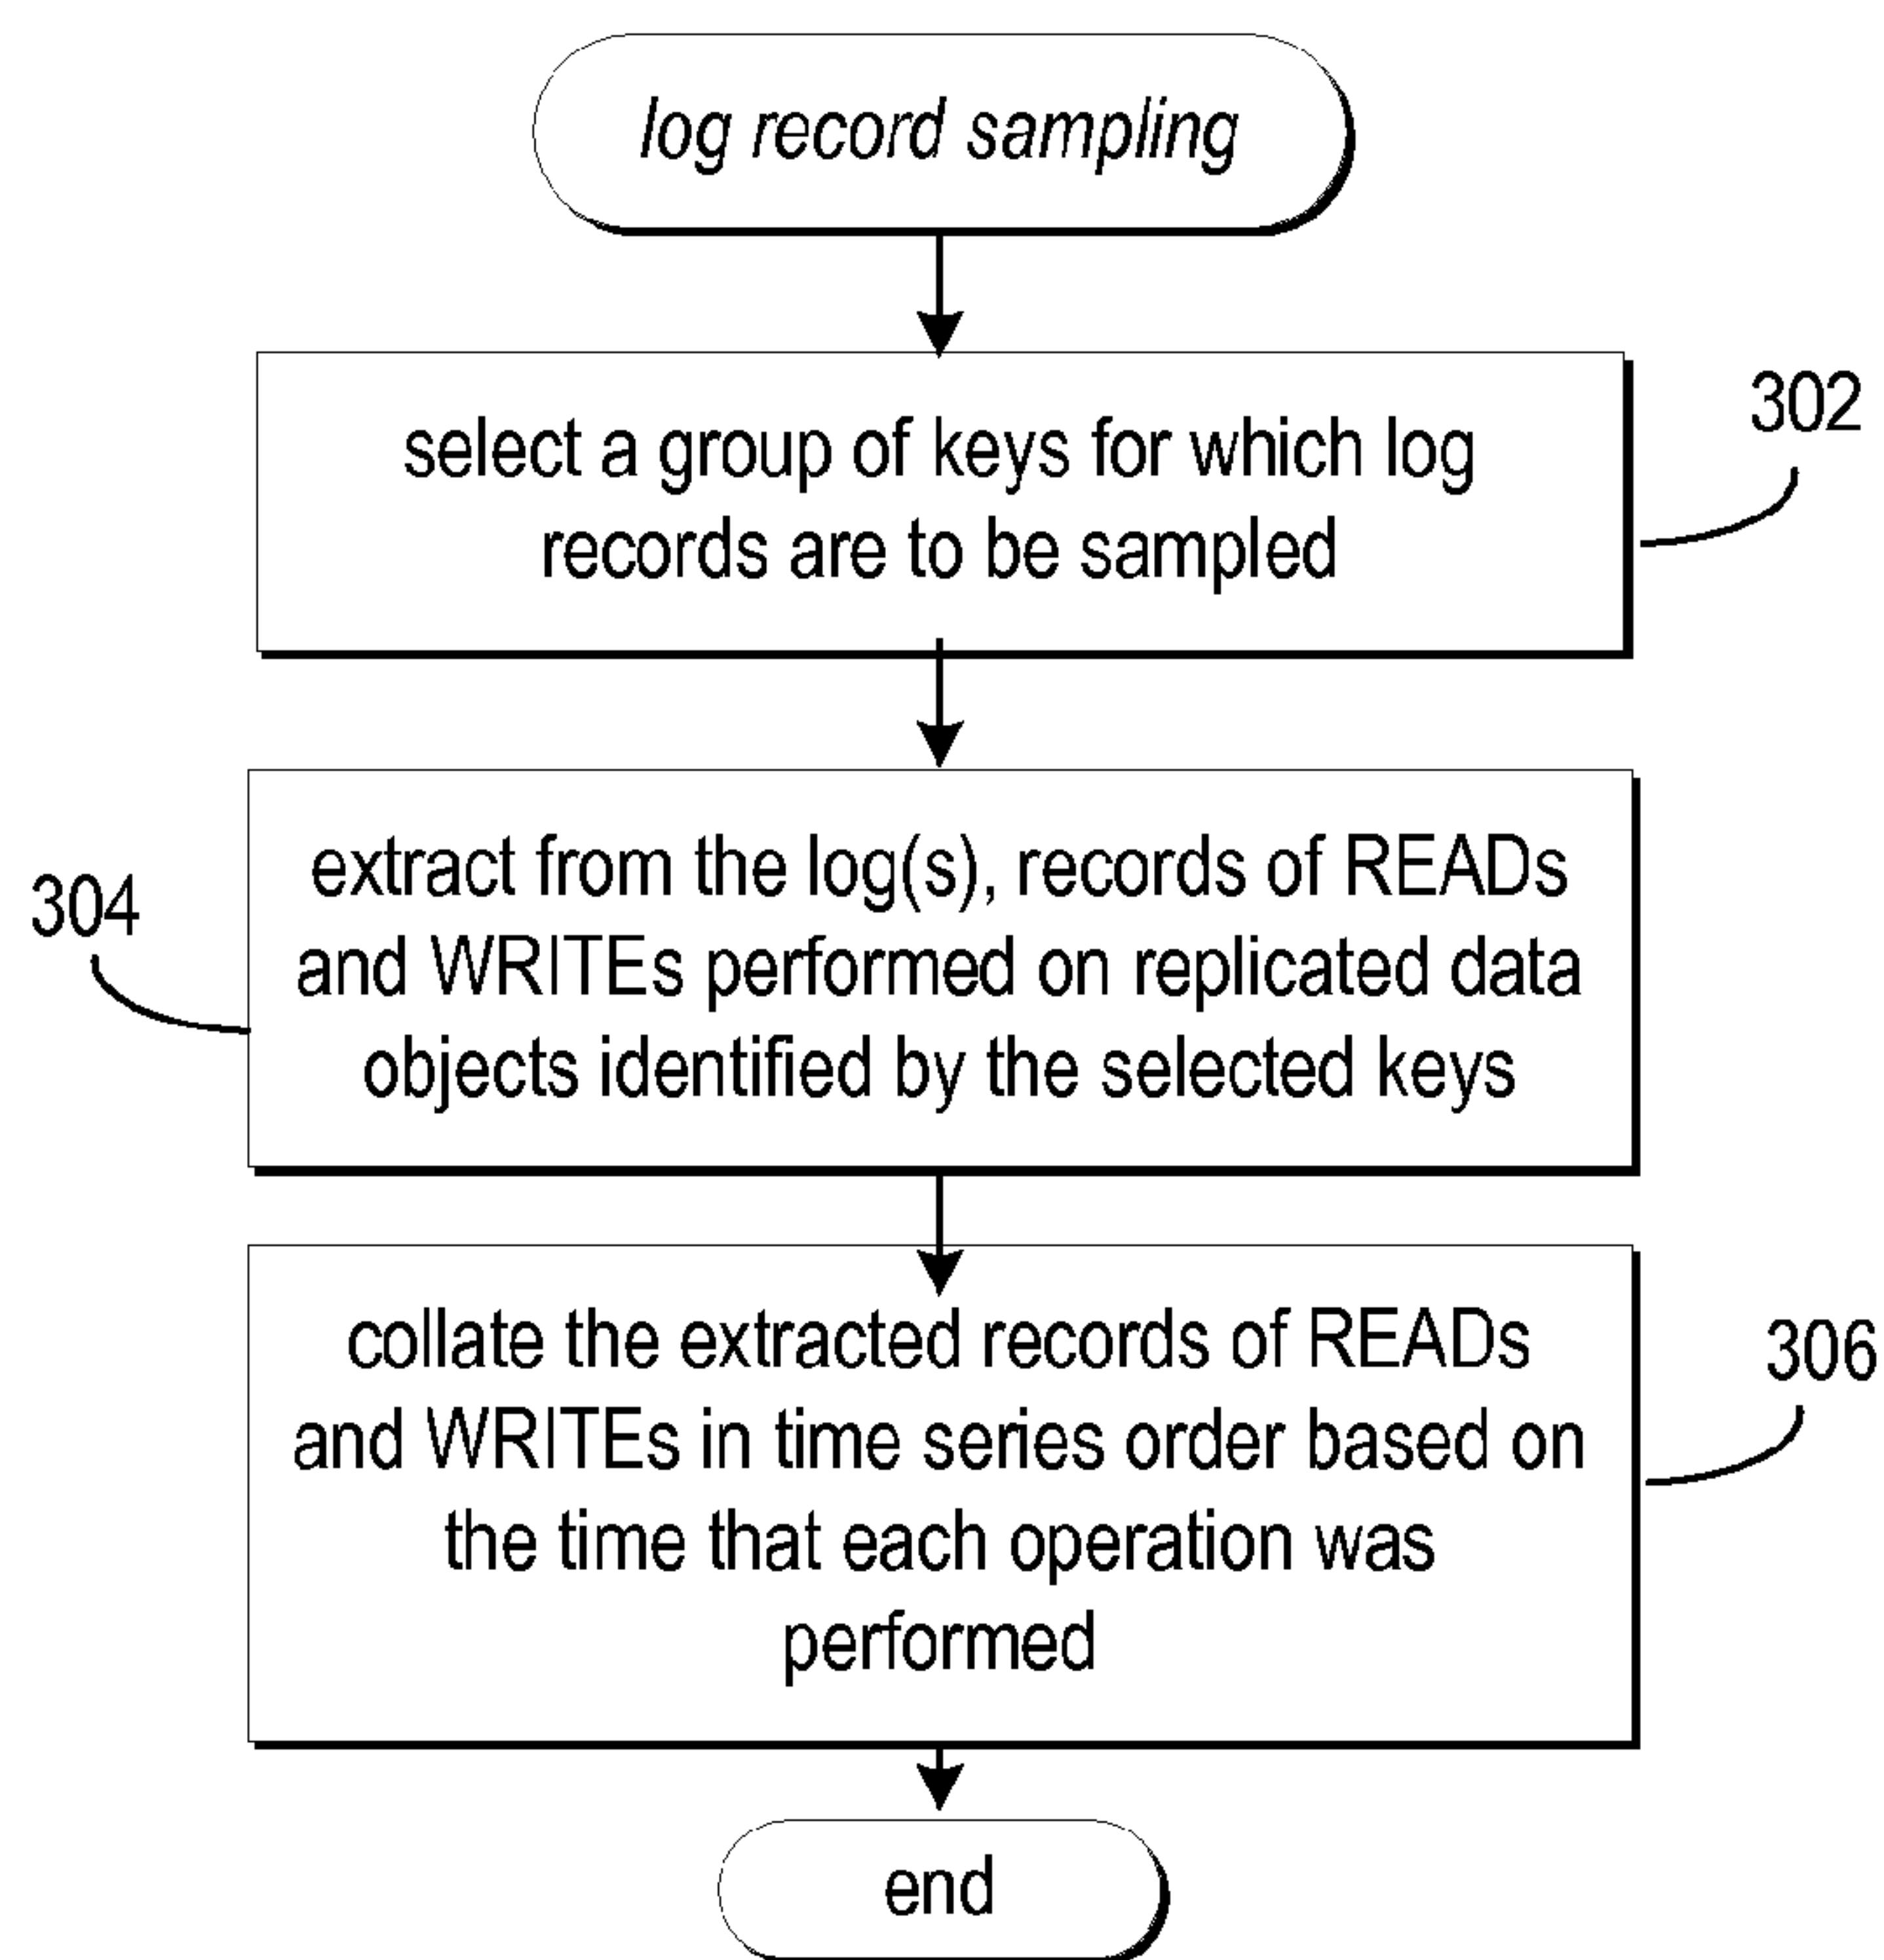 log record sampling
select a group of keys for which log
records are to be sampled
302
extract from the log(s), records of READs
and WRITEs performed on replicated data
objects identified by the selected keys
304
collate the extracted records of READs
and WRITEs in time series order based on
the time that each operation was
performed
306
end